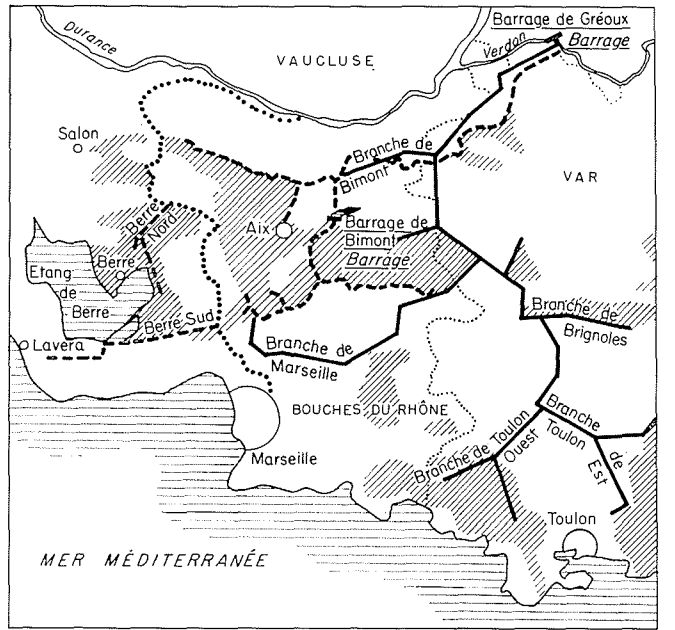 Barrage de Gréoux
Barrage
Verdon
Durance
VAUCLUSE
Salon
Branche de
Bimont
VAR
Berre
Nord
Aix
Barrage de
Bimont
Barrage
Etang
de
Berre
Berre
Berre Sud
Lavéra
Branche de
Marseille
Branche de
Brignoles
BOUCHES DU RHÔNE
Branche de Toulon
Ouest
Branche de
Toulon Est
Marseille
Toulon
MER MÉDITERRANÉE